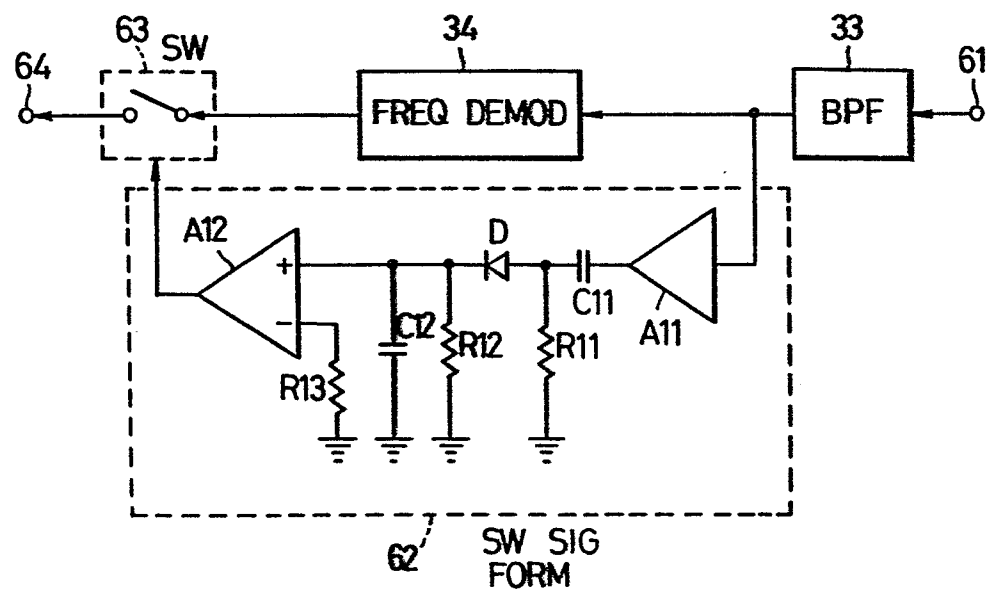 63
SW
34
33
61
64
FREQ DEMOD
BPF
A12
D
+
C11
A11
−
C12
R12
R11
R13
62
SW SIG
FORM